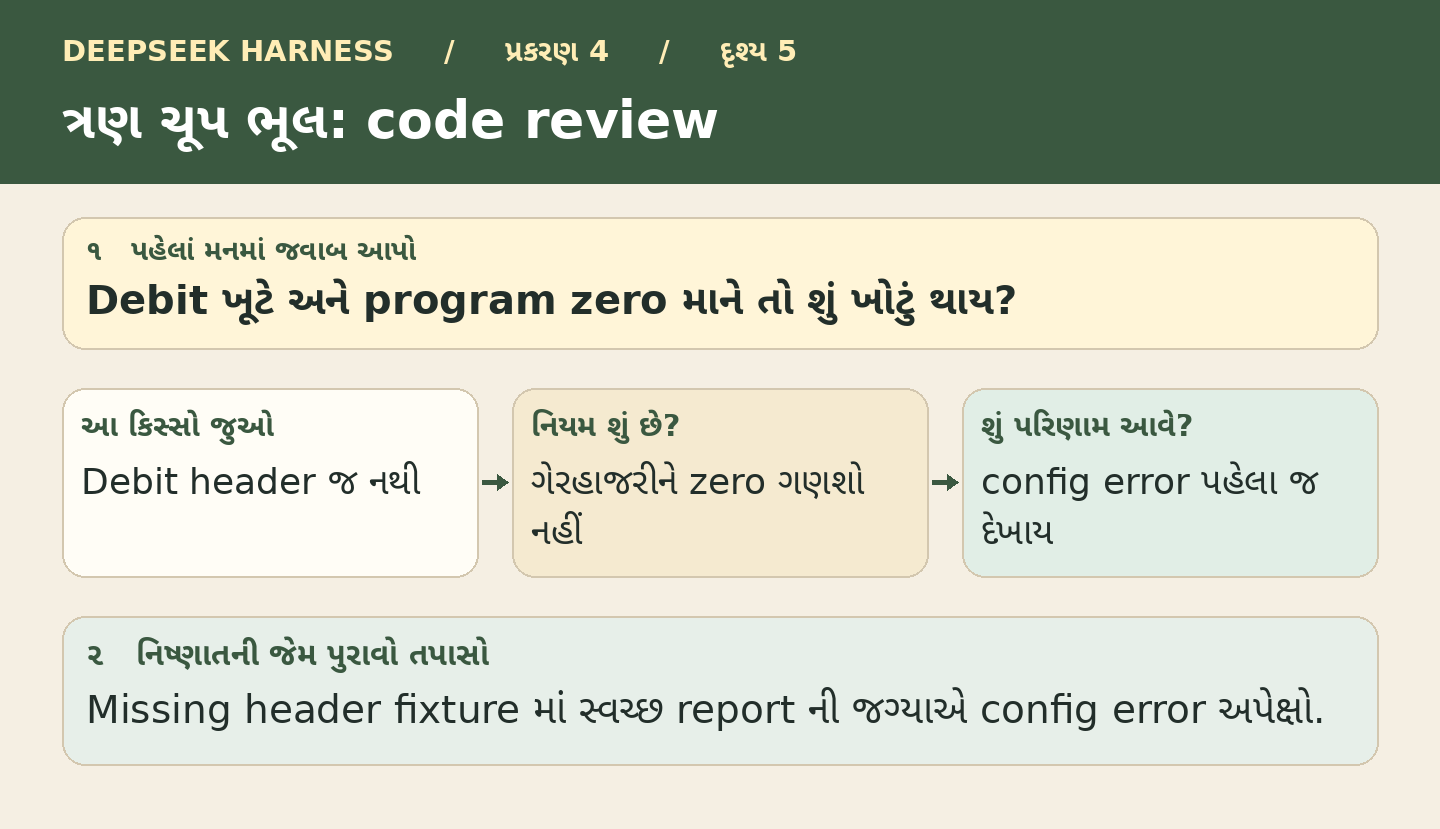 DEEPSEEK HARNESS / પ્રકરણ 4 / દૃશ્ય 5
ત્રણ ચૂપ ભૂલ: code review
૧ પહેલાં મનમાં જવાબ આપો
Debit ખૂટે અને program zero માને તો શું ખોટું થાય?
આ કિસ્સો જુઓ
Debit header જ નથી
નિયમ શું છે?
ગેરહાજરીને zero ગણશો
નહીં
શું પરિણામ આવે?
config error પહેલા જ
દેખાય
૨ નિષ્ણાતની જેમ પુરાવો તપાસો
Missing header fixture માં સ્વચ્છ report ની જગ્યાએ config error અપેક્ષો.